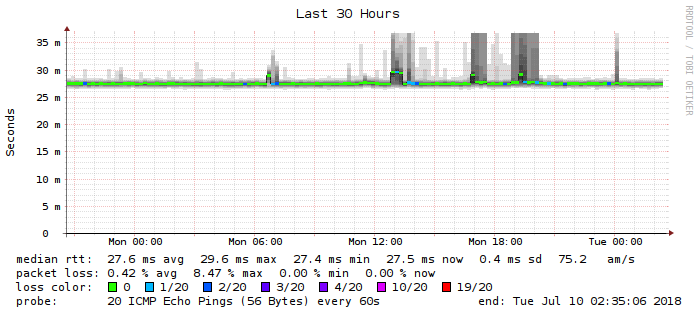 Last 30 Hours
RRDTOOL / TOBI OETIKER
Seconds
35 m
30 m
25 m
20 m
15 m
10 m
5 m
0
Mon 00:00 Mon 06:00 Mon 12:00 Mon 18:00 Tue 00:00
median rtt: 27.6 ms avg 29.6 ms max 27.4 ms min 27.5 ms now 0.4 ms sd 75.2 am/s
packet loss: 0.42 % avg 8.47 % max 0.00 % min 0.00 % now
loss color: 0 1/20 2/20 3/20 4/20 10/20 19/20
probe: 20 ICMP Echo Pings (56 Bytes) every 60s end: Tue Jul 10 02:35:06 2018